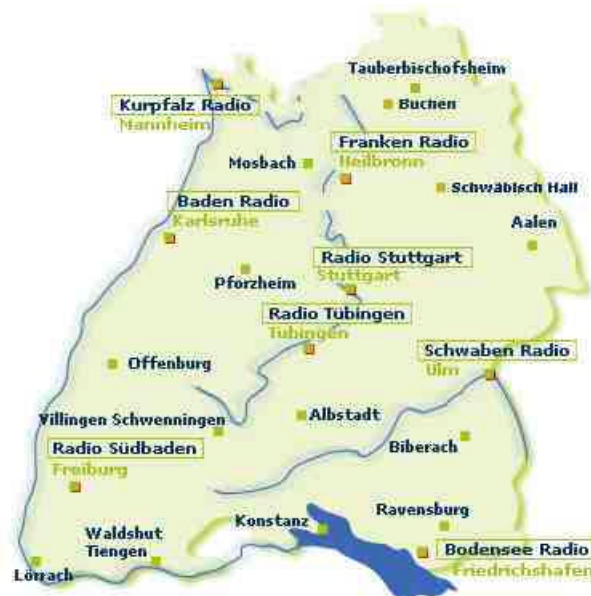 Tauberbischofsheim
Kurpfalz Radio
Mannheim
Buchen
Franken Radio
Heilbronn
Mosbach
Schwäbisch Hall
Baden Radio
Karlsruhe
Aalen
Radio Stuttgart
Stuttgart
Pforzheim
Radio Tübingen
Tübingen
Schwaben Radio
Ulm
Offenburg
Villingen Schwenningen
Albstadt
Biberach
Radio Südbaden
Freiburg
Konstanz
Ravensburg
Waldshut
Tiengen
Lörrach
Bodensee Radio
Friedrichshafen